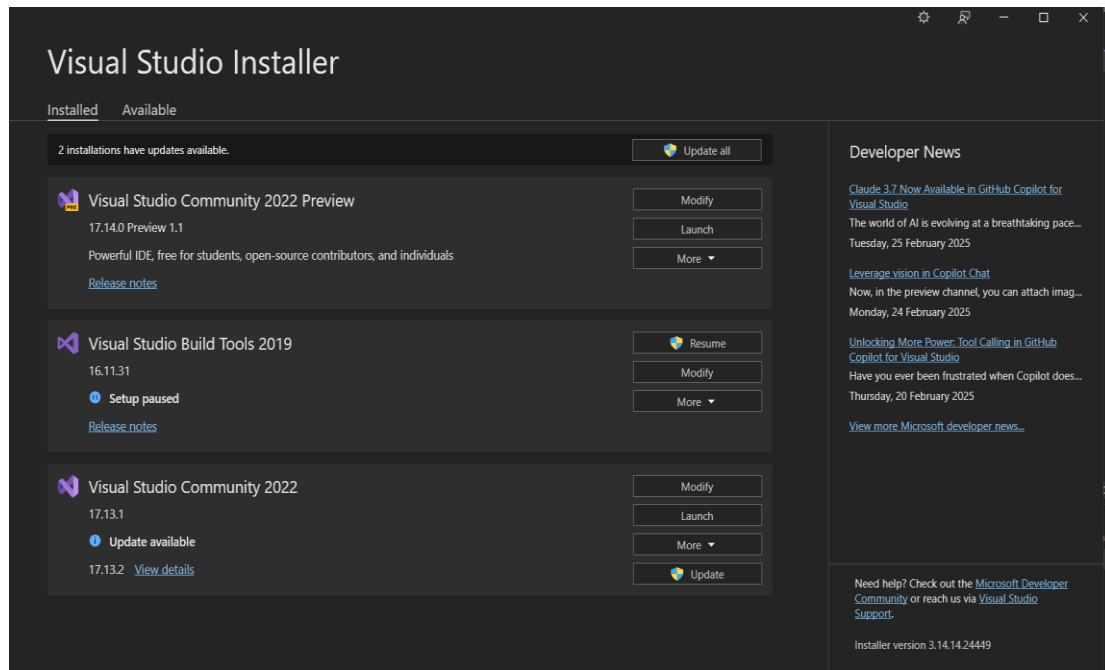 Visual Studio Installer
Installed Available
2 installations have updates available.
Update all
PRE
Visual Studio Community 2022 Preview
17.14.0 Preview 1.1
Powerful IDE, free for students, open-source contributors, and individuals
Release notes
Modify
Launch
More
Visual Studio Build Tools 2019
16.11.31
Setup paused
Release notes
Resume
Modify
More
Visual Studio Community 2022
17.13.1
Update available
17.13.2 View details
Modify
Launch
More
Update
Developer News
Claude 3.7 Now Available in GitHub Copilot for
Visual Studio
The world of AI is evolving at a breathtaking pace...
Tuesday, 25 February 2025
Leverage vision in Copilot Chat
Now, in the preview channel, you can attach imag...
Monday, 24 February 2025
Unlocking More Power: Tool Calling in GitHub
Copilot for Visual Studio
Have you ever been frustrated when Copilot does...
Thursday, 20 February 2025
View more Microsoft developer news...
Need help? Check out the Microsoft Developer
Community or reach us via Visual Studio
Support.
Installer version 3.14.14.24449